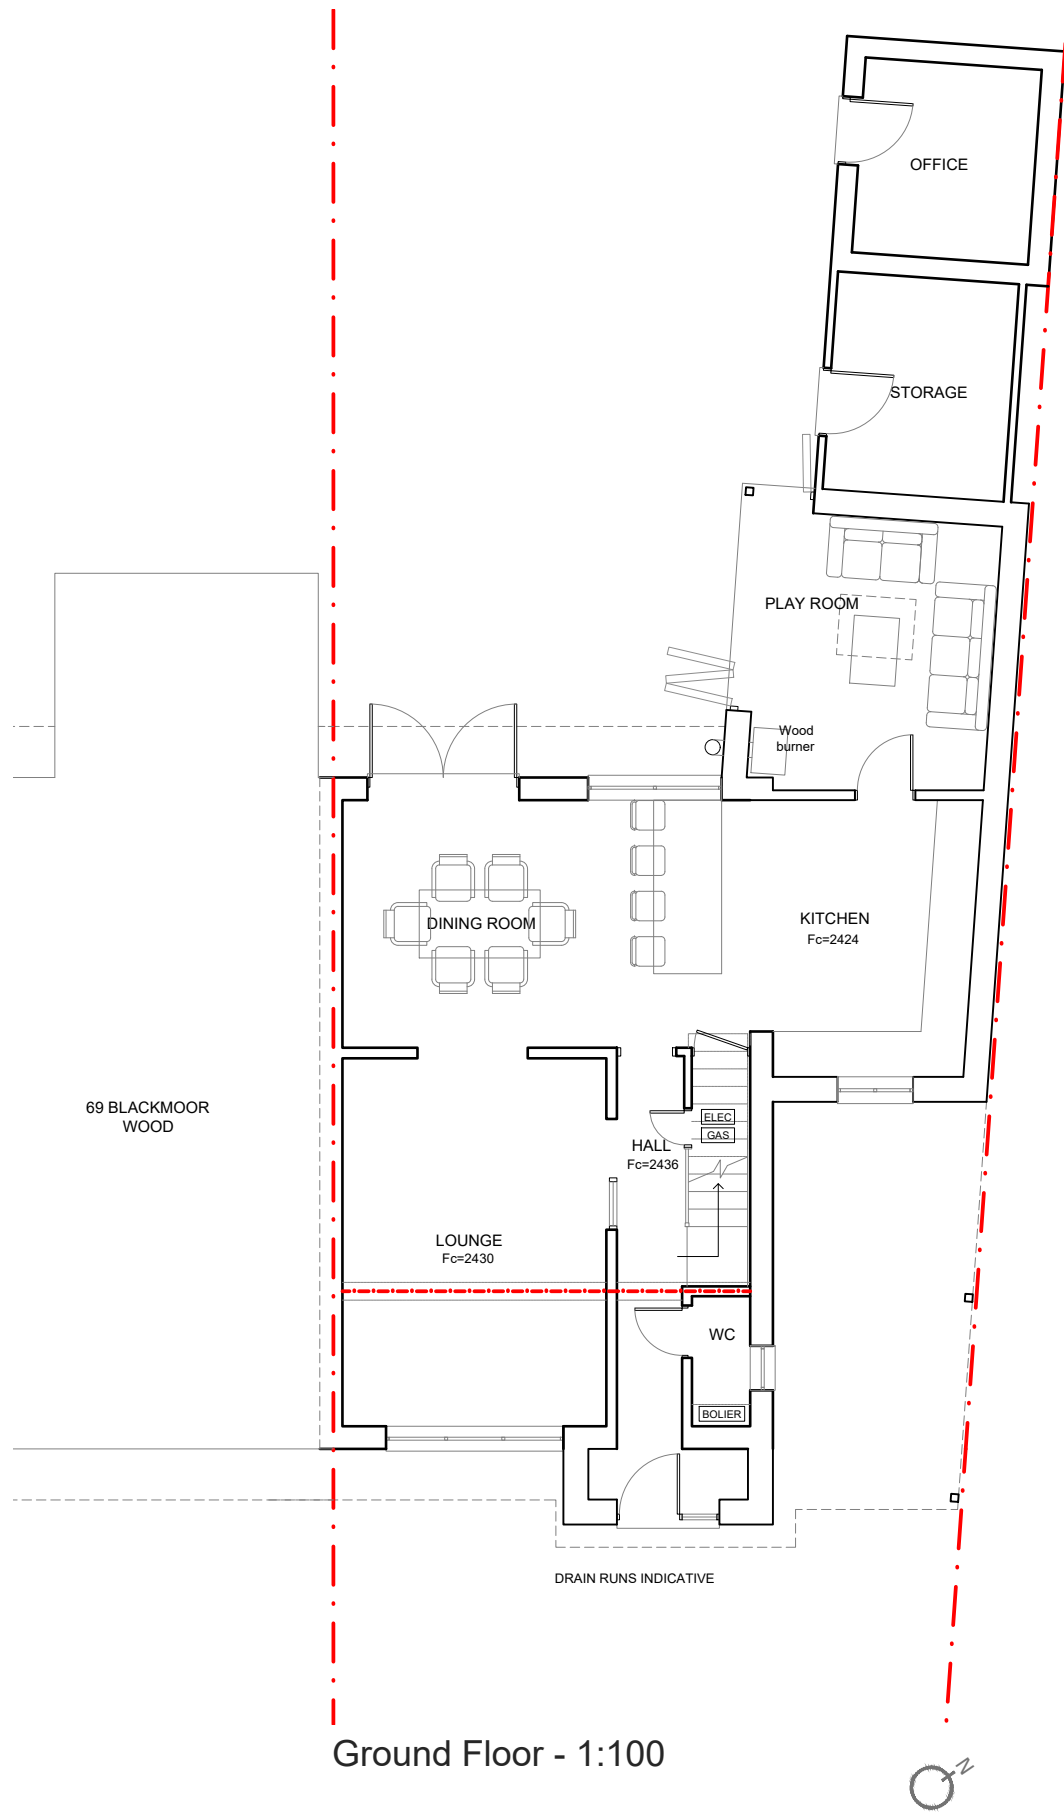 OFFICE
STORAGE
PLAY ROOM
Wood
burner
DINING ROOM
KITCHEN
Fc=2424
69 BLACKMOOR
WOOD
ELEC
GAS
HALL
Fc=2436
LOUNGE
Fc=2430
WC
BOLIER
DRAIN RUNS INDICATIVE
Ground Floor - 1:100
N